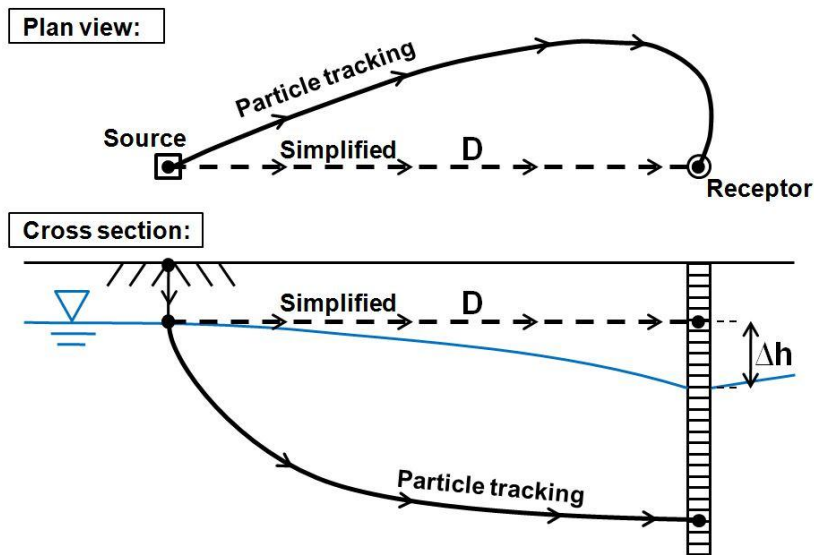 Plan view:
Particle tracking
Source
Simplified D
Receptor
Cross section:
Simplified D
Δh
Particle tracking